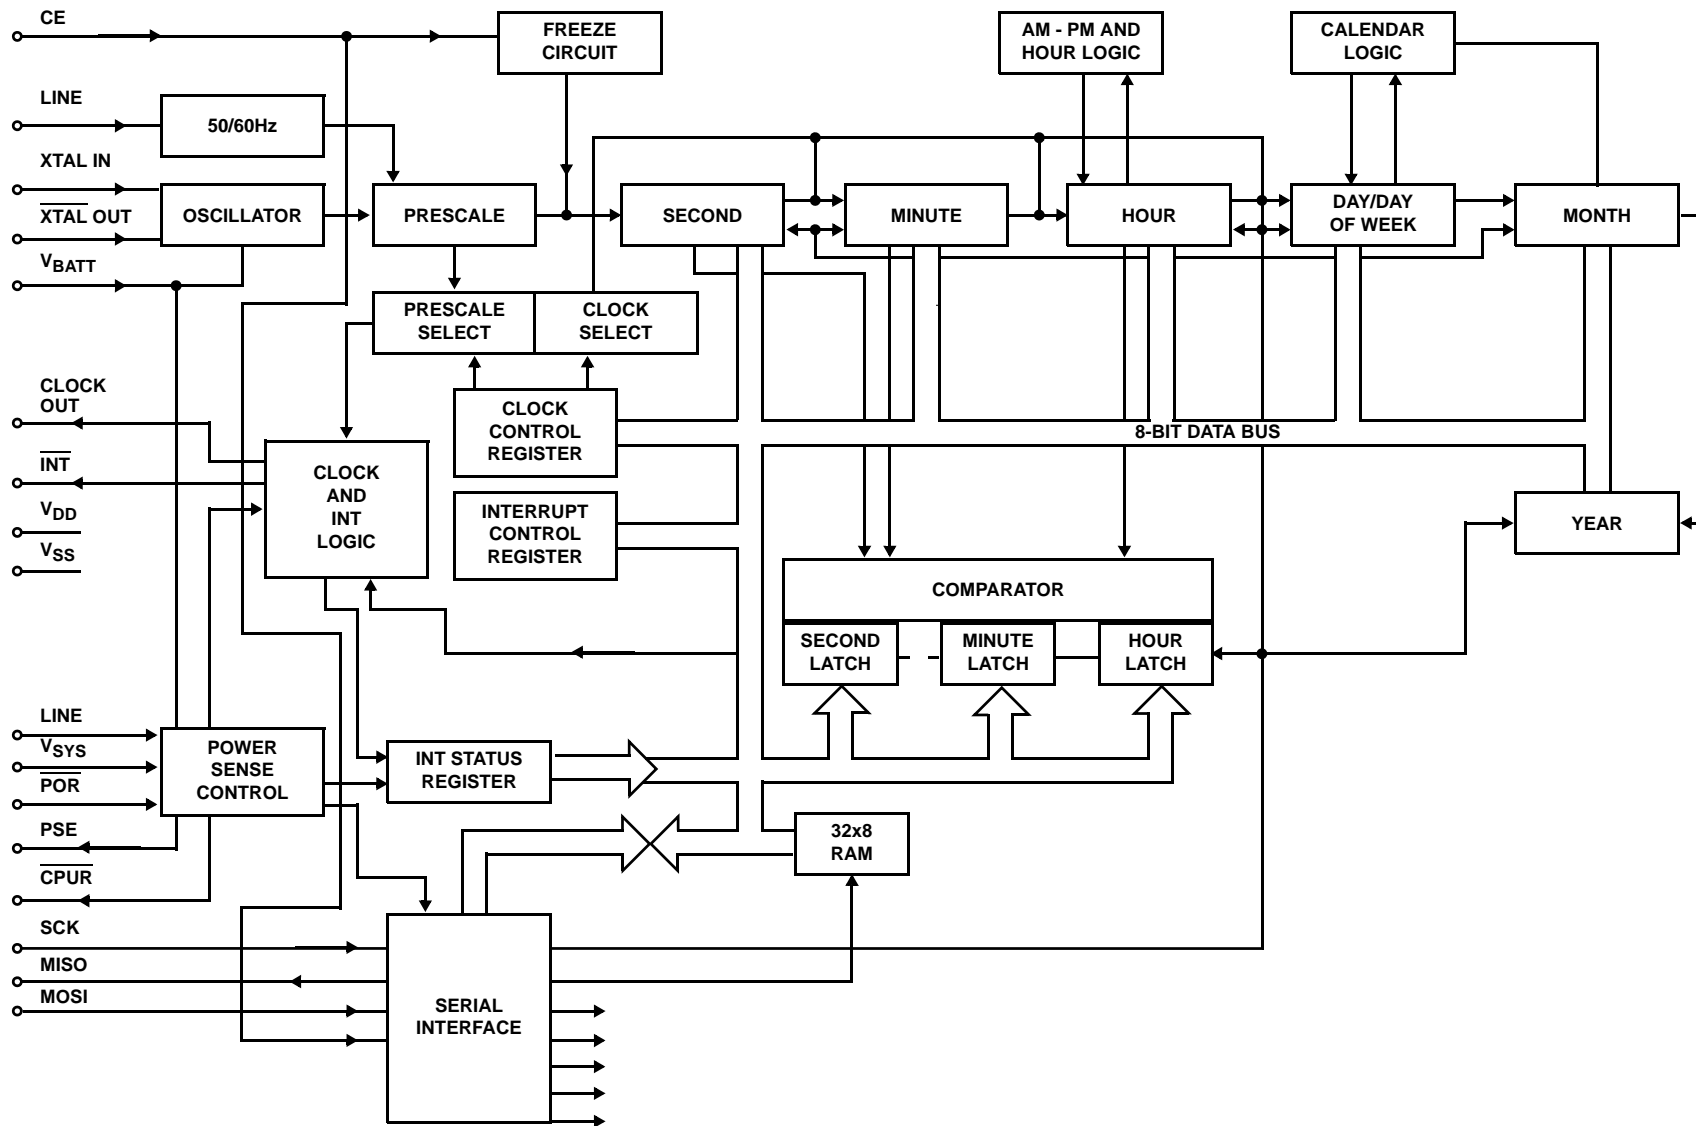 CE
FREEZE
CIRCUIT
AM - PM AND
HOUR LOGIC
CALENDAR
LOGIC
LINE
50/60Hz
XTAL IN
XTAL OUT
OSCILLATOR
PRESCALE
SECOND
MINUTE
HOUR
DAY/DAY
OF WEEK
MONTH
VBATT
PRESCALE
SELECT
CLOCK
SELECT
CLOCK
OUT
CLOCK
CONTROL
REGISTER
8-BIT DATA BUS
INT
CLOCK
AND
INT
LOGIC
VDD
VSS
INTERRUPT
CONTROL
REGISTER
YEAR
COMPARATOR
SECOND
LATCH
MINUTE
LATCH
HOUR
LATCH
LINE
VSYS
POR
PSE
CPUR
POWER
SENSE
CONTROL
INT STATUS
REGISTER
32x8
RAM
SCK
MISO
MOSI
SERIAL
INTERFACE